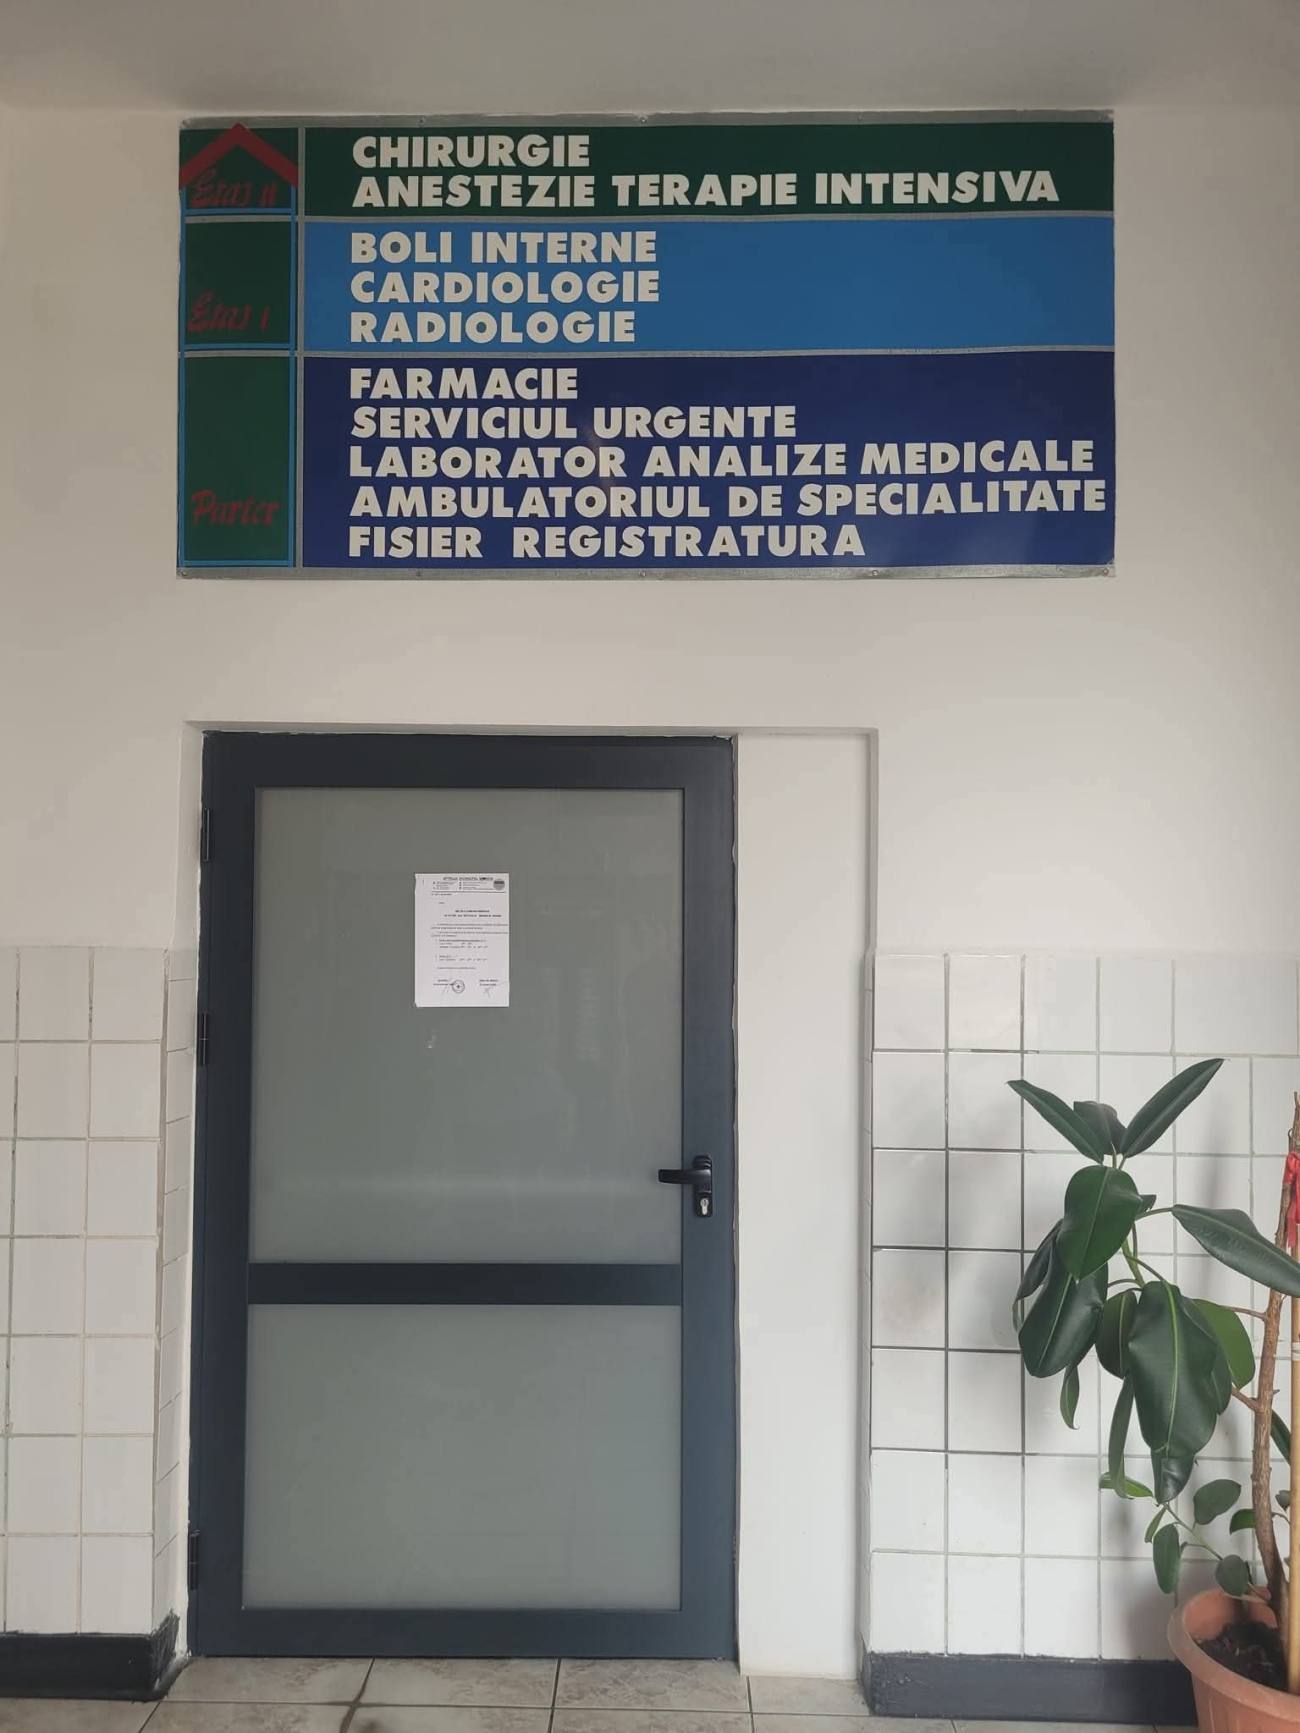 Etaj II
CHIRURGIE
ANESTEZIE TERAPIE INTENSIVA
Etaj I
BOLI INTERNE
CARDIOLOGIE
RADIOLOGIE
Parter
FARMACIE
SERVICIUL URGENTE
LABORATOR ANALIZE MEDICALE
AMBULATORIUL DE SPECIALITATE
FISIER REGISTRATURA